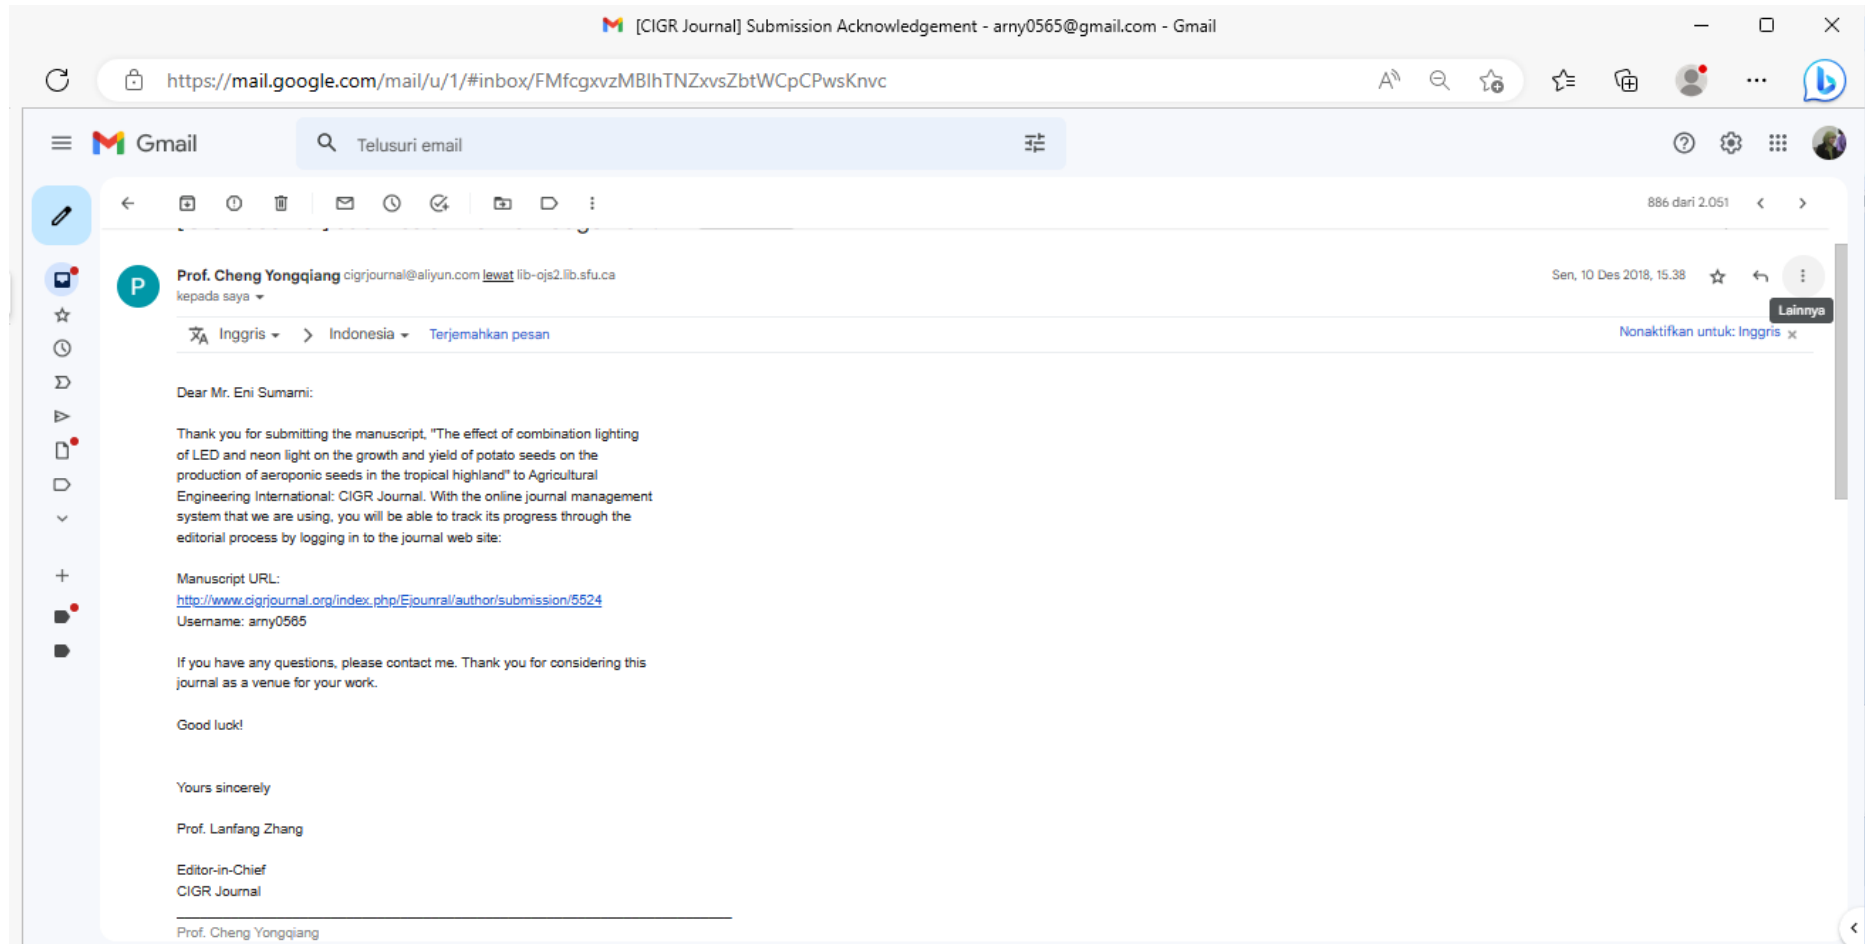 [CIGR Journal] Submission Acknowledgement - arny0565@gmail.com - Gmail
https://mail.google.com/mail/u/1/#inbox/FMfcgxvzMBlhTNZxvsZbtWCpCPwsKnvc
Gmail
Telusuri email
886 dari 2.051
Prof. Cheng Yongqiang cigrjournal@aliyun.com lewat lib-ojs2.lib.sfu.ca
Sen, 10 Des 2018, 15.38
kepada saya
Lainnya
Inggris Indonesia Terjemahkan pesan
Nonaktifkan untuk: Inggris x
Dear Mr. Eni Sumarni:
Thank you for submitting the manuscript, "The effect of combination lighting
of LED and neon light on the growth and yield of potato seeds on the
production of aeroponic seeds in the tropical highland" to Agricultural
Engineering International: CIGR Journal. With the online journal management
system that we are using, you will be able to track its progress through the
editorial process by logging in to the journal web site:
Manuscript URL:
http://www.cigrjournal.org/index.php/Ejounral/author/submission/5524
Username: arny0565
If you have any questions, please contact me. Thank you for considering this
journal as a venue for your work.
Good luck!
Yours sincerely
Prof. Lanfang Zhang
Editor-in-Chief
CIGR Journal
Prof. Cheng Yongqiang